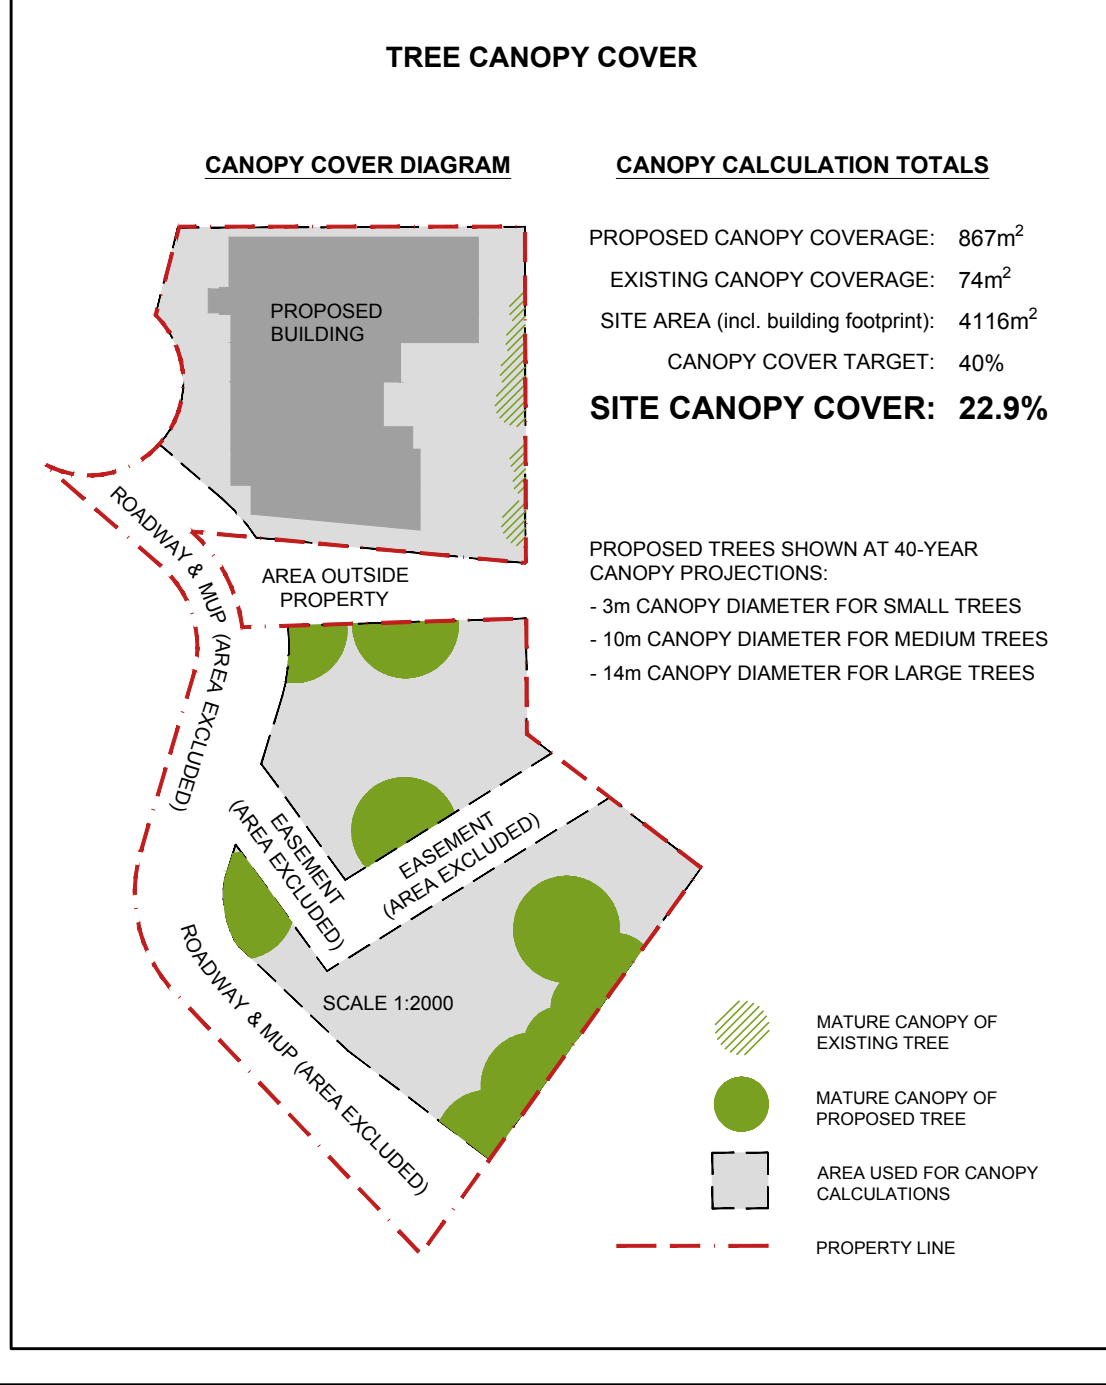 TREE CANOPY COVER
CANOPY COVER DIAGRAM
PROPOSED
BUILDING
ROADWAY & MUP (AREA EXCLUDED)
AREA OUTSIDE
PROPERTY
EASEMENT
(AREA EXCLUDED)
EASEMENT
(AREA EXCLUDED)
ROADWAY & MUP (AREA EXCLUDED)
SCALE 1:2000
CANOPY CALCULATION TOTALS
PROPOSED CANOPY COVERAGE: 867m²
EXISTING CANOPY COVERAGE: 74m²
SITE AREA (incl. building footprint): 4116m²
CANOPY COVER TARGET: 40%
SITE CANOPY COVER: 22.9%
PROPOSED TREES SHOWN AT 40-YEAR
CANOPY PROJECTIONS:
- 3m CANOPY DIAMETER FOR SMALL TREES
- 10m CANOPY DIAMETER FOR MEDIUM TREES
- 14m CANOPY DIAMETER FOR LARGE TREES
MATURE CANOPY OF
EXISTING TREE
MATURE CANOPY OF
PROPOSED TREE
AREA USED FOR CANOPY
CALCULATIONS
PROPERTY LINE